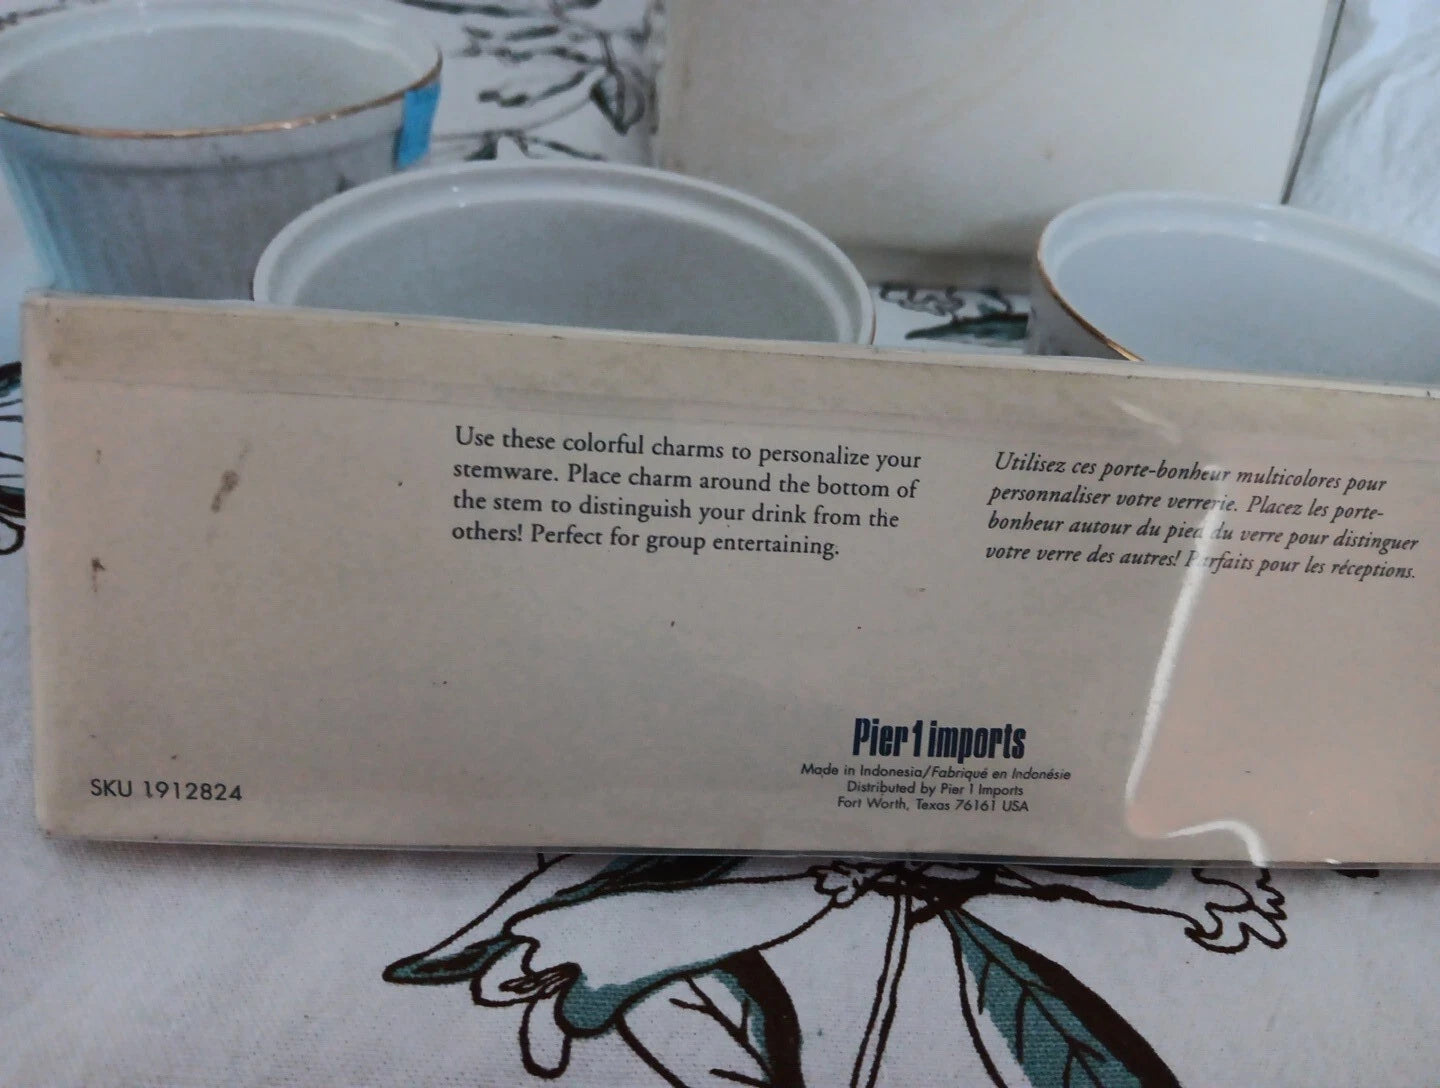 Use these colorful charms to personalize your
stemware. Place charm around the bottom of
the stem to distinguish your drink from the
others! Perfect for group entertaining.
Utilisez ces porte-bonheur multicolores pour
personnaliser votre verrerie. Placez les porte-
bonheur autour du pied du verre pour distinguer
votre verre des autres! Parfaits pour les réceptions.
Pier 1 imports
Made in Indonesia/Fabriqué en Indonésie
Distributed by Pier 1 Imports
Fort Worth, Texas 76161 USA
SKU 1912824